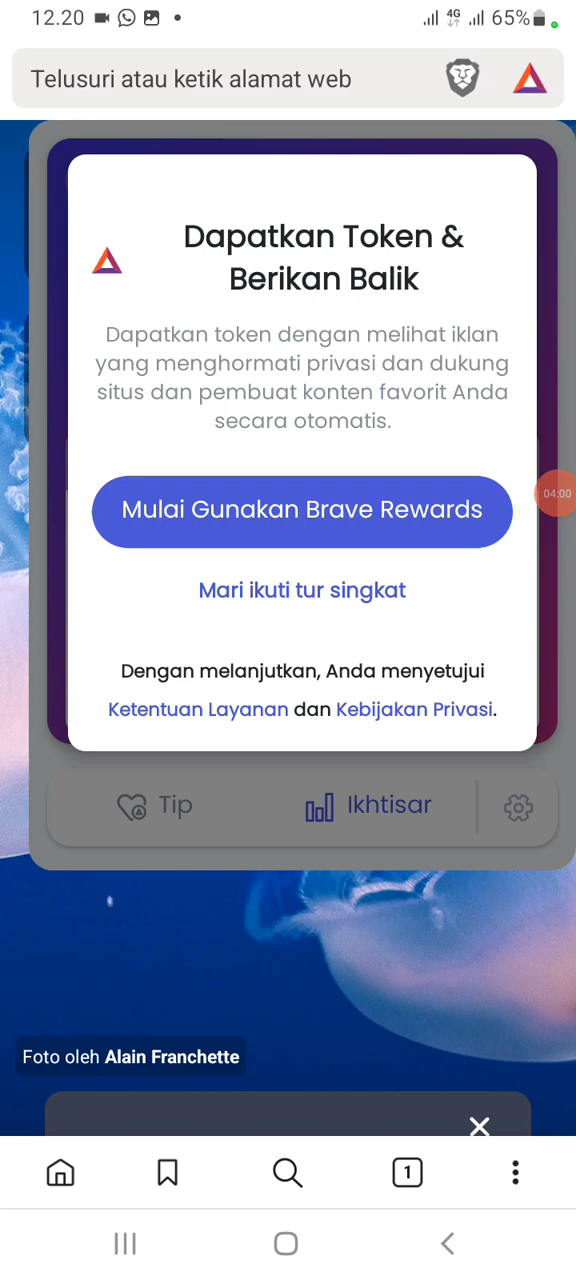 12.20
4G
65%
Telusuri atau ketik alamat web
Dapatkan Token &
Berikan Balik
Dapatkan token dengan melihat iklan
yang menghormati privasi dan dukung
situs dan pembuat konten favorit Anda
secara otomatis.
Mulai Gunakan Brave Rewards
04:00
Mari ikuti tur singkat
Dengan melanjutkan, Anda menyetujui
Ketentuan Layanan dan Kebijakan Privasi.
Tip
Ikhtisar
Foto oleh Alain Franchette
1